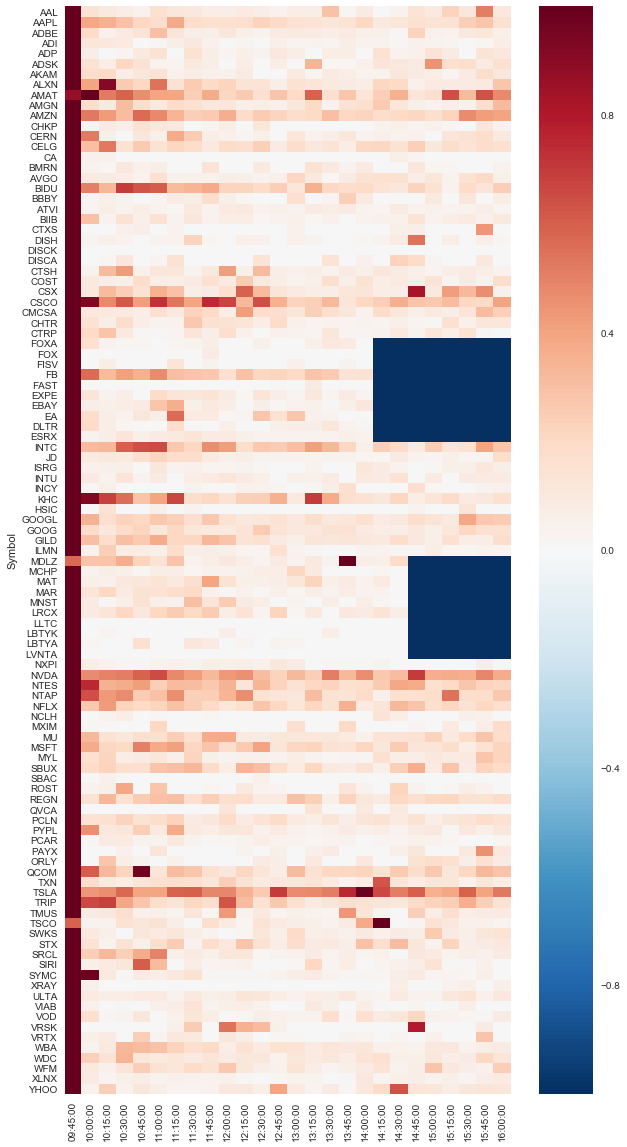 AAL
AAPL
ADBE
ADI
ADP
ADSK
AKAM
ALXN
AMAT
AMGN
AMZN
CHKP
CERN
CELG
CA
BMRN
AVGO
BIDU
BBBY
ATVI
BIIB
CTXS
DISH
DISCK
DISCA
CTSH
COST
CSX
CSCO
CMCSA
CHTR
CTRP
FOXA
FOX
FISV
FB
FAST
EXPE
EBAY
EA
DLTR
ESRX
INTC
JD
ISRG
INTU
INCY
KHC
HSIC
GOOGL
GOOG
GILD
ILMN
MDLZ
MCHP
MAT
MAR
MNST
LRCX
LLTC
LBTYK
LBTYA
LVNTA
NXPI
NVDA
NTES
NTAP
NFLX
NCLH
MXIM
MU
MSFT
MYL
SBUX
SBAC
ROST
REGN
QVCA
PCLN
PYPL
PCAR
PAYX
ORLY
QCOM
TXN
TSLA
TRIP
TMUS
TSCO
SWKS
STX
SRCL
SIRI
SYMC
XRAY
ULTA
VIAB
VOD
VRSK
VRTX
WBA
WDC
WFM
XLNX
YHOO
Symbol
09:45:00
10:00:00
10:15:00
10:30:00
10:45:00
11:00:00
11:15:00
11:30:00
11:45:00
12:00:00
12:15:00
12:30:00
12:45:00
13:00:00
13:15:00
13:30:00
13:45:00
14:00:00
14:15:00
14:30:00
14:45:00
15:00:00
15:15:00
15:30:00
15:45:00
16:00:00
0.8
0.4
0.0
−0.4
−0.8